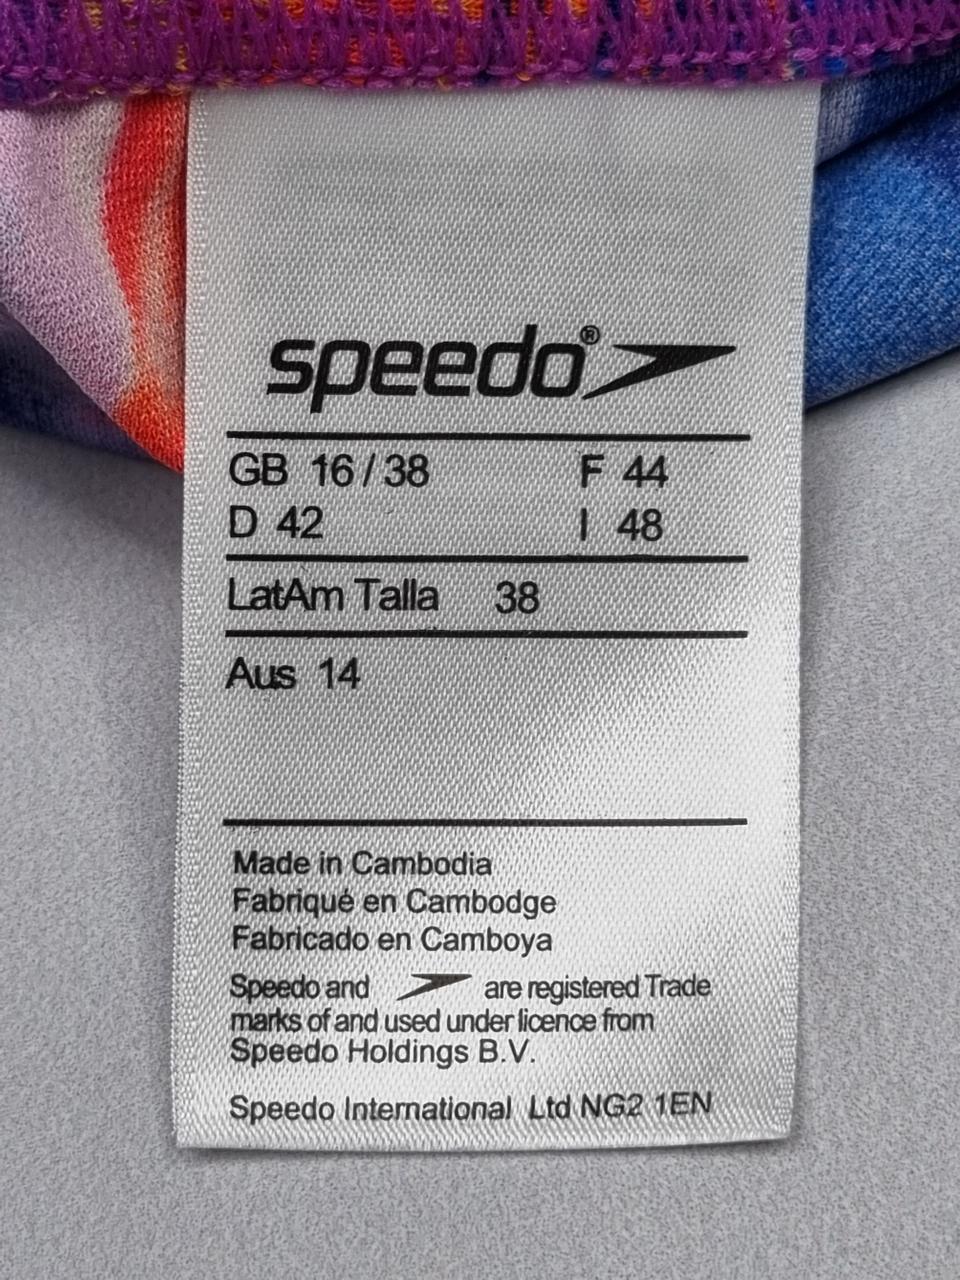 speedo®
GB 16 / 38 F 44
D 42 I 48
LatAm Talla 38
Aus 14
Made in Cambodia
Fabriqué en Cambodge
Fabricado en Camboya
Speedo and are registered Trade
marks of and used under licence from
Speedo Holdings B.V.
Speedo International Ltd NG2 1EN